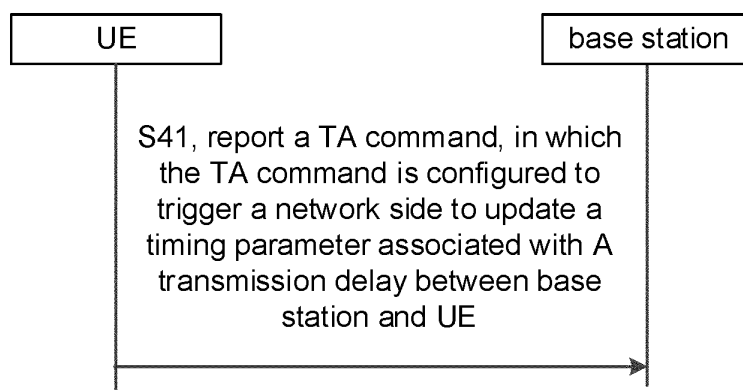 UE
base station
S41, report a TA command, in which
the TA command is configured to
trigger a network side to update a
timing parameter associated with A
transmission delay between base
station and UE